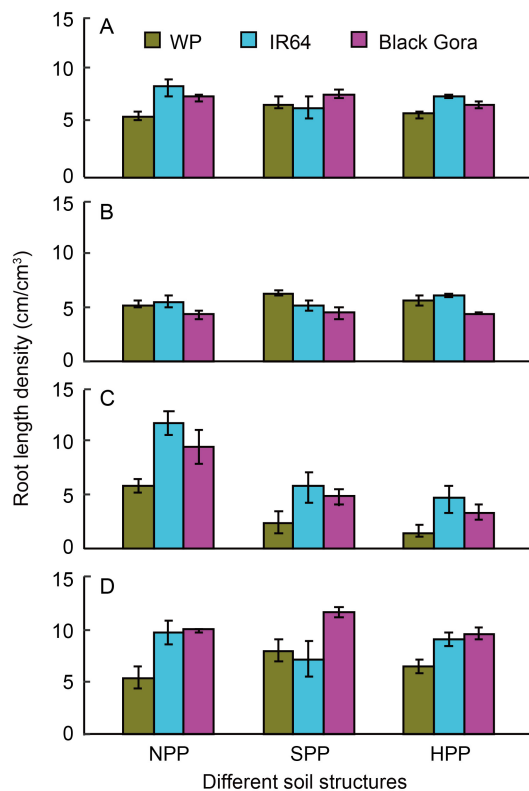 A
WP IR64 Black Gora
15
10
5
0
B
15
10
5
0
C
15
10
5
0
D
15
10
5
0
Root length density (cm/cm³)
NPP SPP HPP
Different soil structures